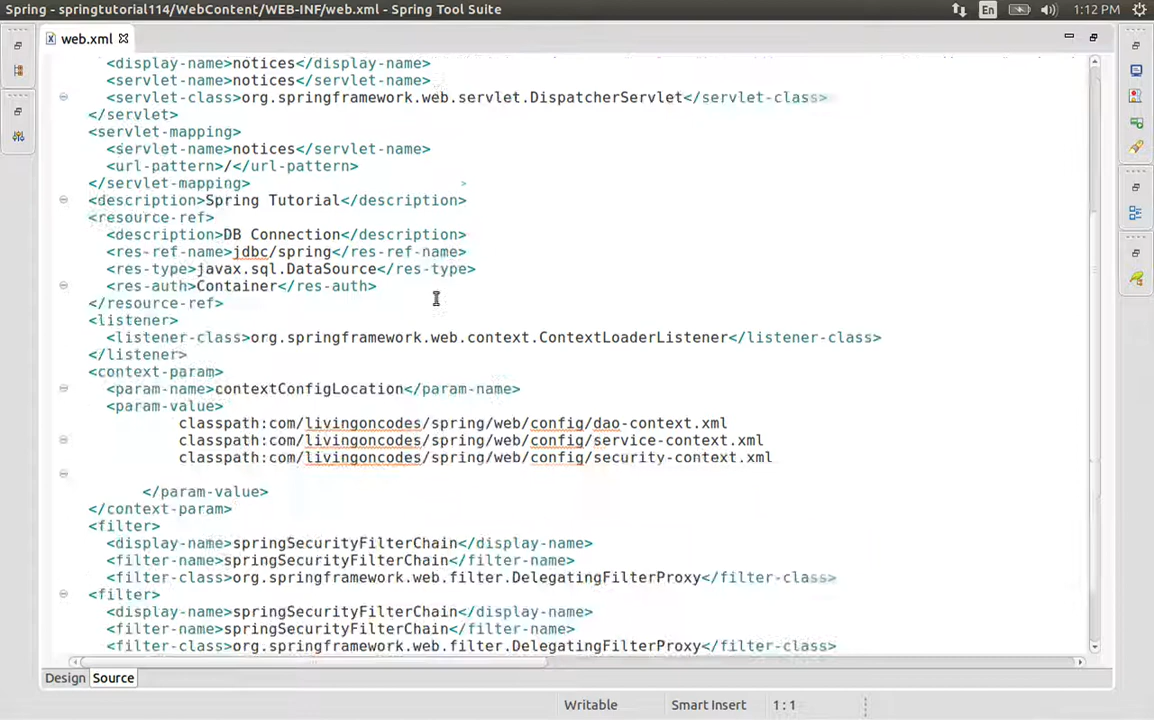 Spring - springtutorial114/WebContent/WEB-INF/web.xml - Spring Tool Suite
En
1:12 PM
web.xml
<display-name>notices</display-name>
<servlet-name>notices</servlet-name>
<servlet-class>org.springframework.web.servlet.DispatcherServlet</servlet-class>
</servlet>
<servlet-mapping>
<servlet-name>notices</servlet-name>
<url-pattern>/</url-pattern>
</servlet-mapping>
>
<description>Spring Tutorial</description>
<resource-ref>
<description>DB Connection</description>
<res-ref-name>jdbc/spring</res-ref-name>
<res-type>javax.sql.DataSource</res-type>
<res-auth>Container</res-auth>
</resource-ref>
<listener>
<listener-class>org.springframework.web.context.ContextLoaderListener</listener-class>
</listener>
<context-param>
<param-name>contextConfigLocation</param-name>
<param-value>
classpath:com/livingoncodes/spring/web/config/dao-context.xml
classpath:com/livingoncodes/spring/web/config/service-context.xml
classpath:com/livingoncodes/spring/web/config/security-context.xml
</param-value>
</context-param>
<filter>
<display-name>springSecurityFilterChain</display-name>
<filter-name>springSecurityFilterChain</filter-name>
<filter-class>org.springframework.web.filter.DelegatingFilterProxy</filter-class>
<filter>
<display-name>springSecurityFilterChain</display-name>
<filter-name>springSecurityFilterChain</filter-name>
<filter-class>org.springframework.web.filter.DelegatingFilterProxy</filter-class>
Design
Source
Writable
Smart Insert
1 : 1